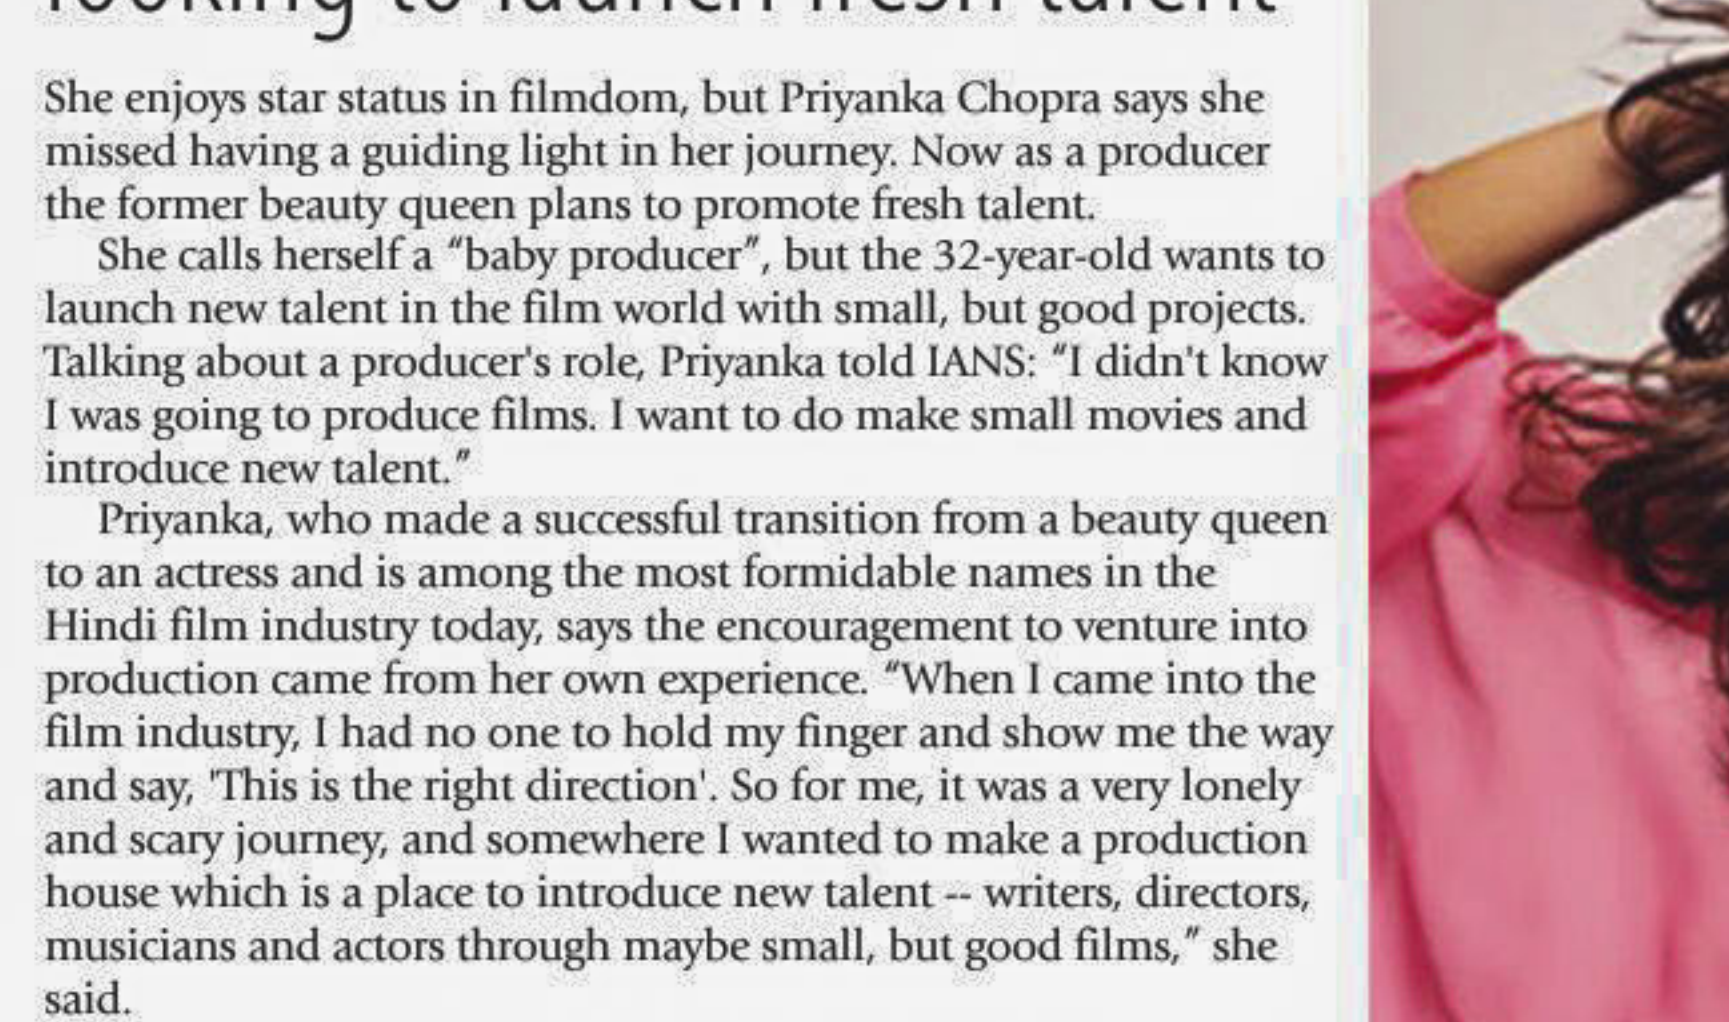 looking to launch fresh talent
She enjoys star status in filmdom, but Priyanka Chopra says she
missed having a guiding light in her journey. Now as a producer
the former beauty queen plans to promote fresh talent.
She calls herself a “baby producer”, but the 32-year-old wants to
launch new talent in the film world with small, but good projects.
Talking about a producer's role, Priyanka told IANS: “I didn't know
I was going to produce films. I want to do make small movies and
introduce new talent.”
Priyanka, who made a successful transition from a beauty queen
to an actress and is among the most formidable names in the
Hindi film industry today, says the encouragement to venture into
production came from her own experience. “When I came into the
film industry, I had no one to hold my finger and show me the way
and say, 'This is the right direction'. So for me, it was a very lonely
and scary journey, and somewhere I wanted to make a production
house which is a place to introduce new talent -- writers, directors,
musicians and actors through maybe small, but good films,” she
said.